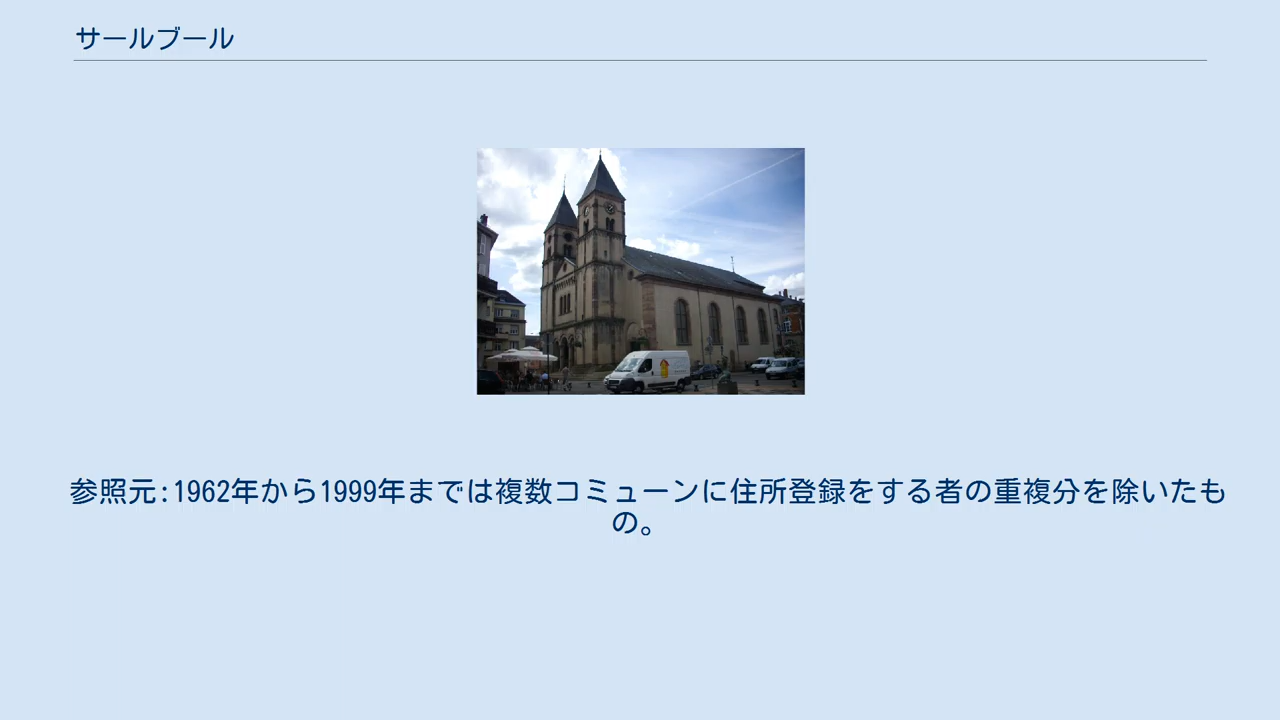 サールブール
参照元:1962年から1999年までは複数コミューンに住所登録をする者の重複分を除いたも
の。